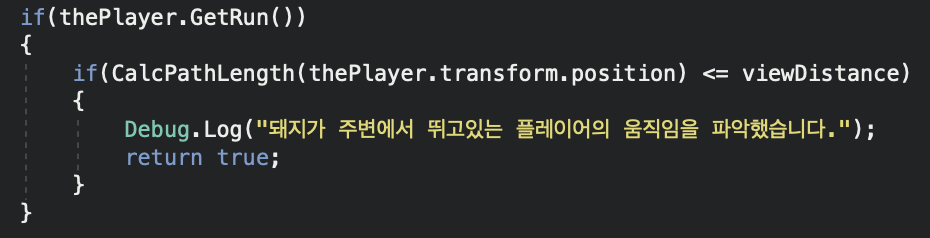 if(thePlayer.GetRun())
{
    if(CalcPathLength(thePlayer.transform.position) <= viewDistance)
    {
        Debug.Log("돼지가 주변에서 뛰고있는 플레이어의 움직임을 파악했습니다.");
        return true;
    }
}